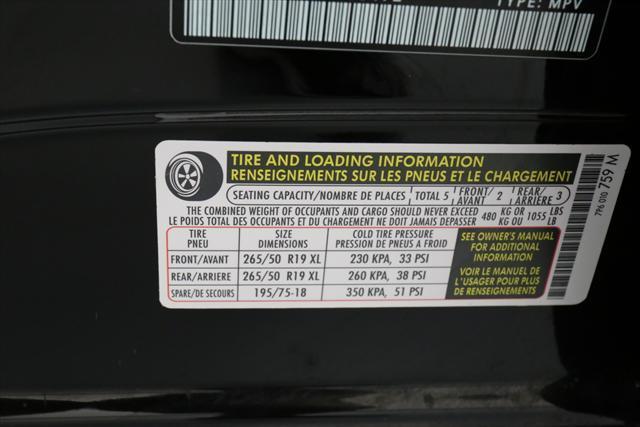 TYPE: MPV
TIRE AND LOADING INFORMATION
RENSEIGNEMENTS SUR LES PNEUS ET LE CHARGEMENT
SEATING CAPACITY/NOMBRE DE PLACES TOTAL 5 FRONT/AVANT 2 REAR/ARRIERE 3
THE COMBINED WEIGHT OF OCCUPANTS AND CARGO SHOULD NEVER EXCEED 480 KG OR 1055 LBS
LE POIDS TOTAL DES OCCUPANTS ET DU CHARGEMENT NE DOIT JAMAIS DEPASSER KG OU LB
TIRE SIZE COLD TIRE PRESSURE
PNEU DIMENSIONS PRESSION DE PNEUS A FROID
FRONT/AVANT 265/50 R19 XL 230 KPA, 33 PSI
REAR/ARRIERE 265/50 R19 XL 260 KPA, 38 PSI
SPARE/DE SECOURS 195/75-18 350 KPA, 51 PSI
SEE OWNER'S MANUAL
FOR ADDITIONAL
INFORMATION
VOIR LE MANUEL DE
L'USAGER POUR PLUS
DE RENSEIGNEMENTS
7P6 010 759 M